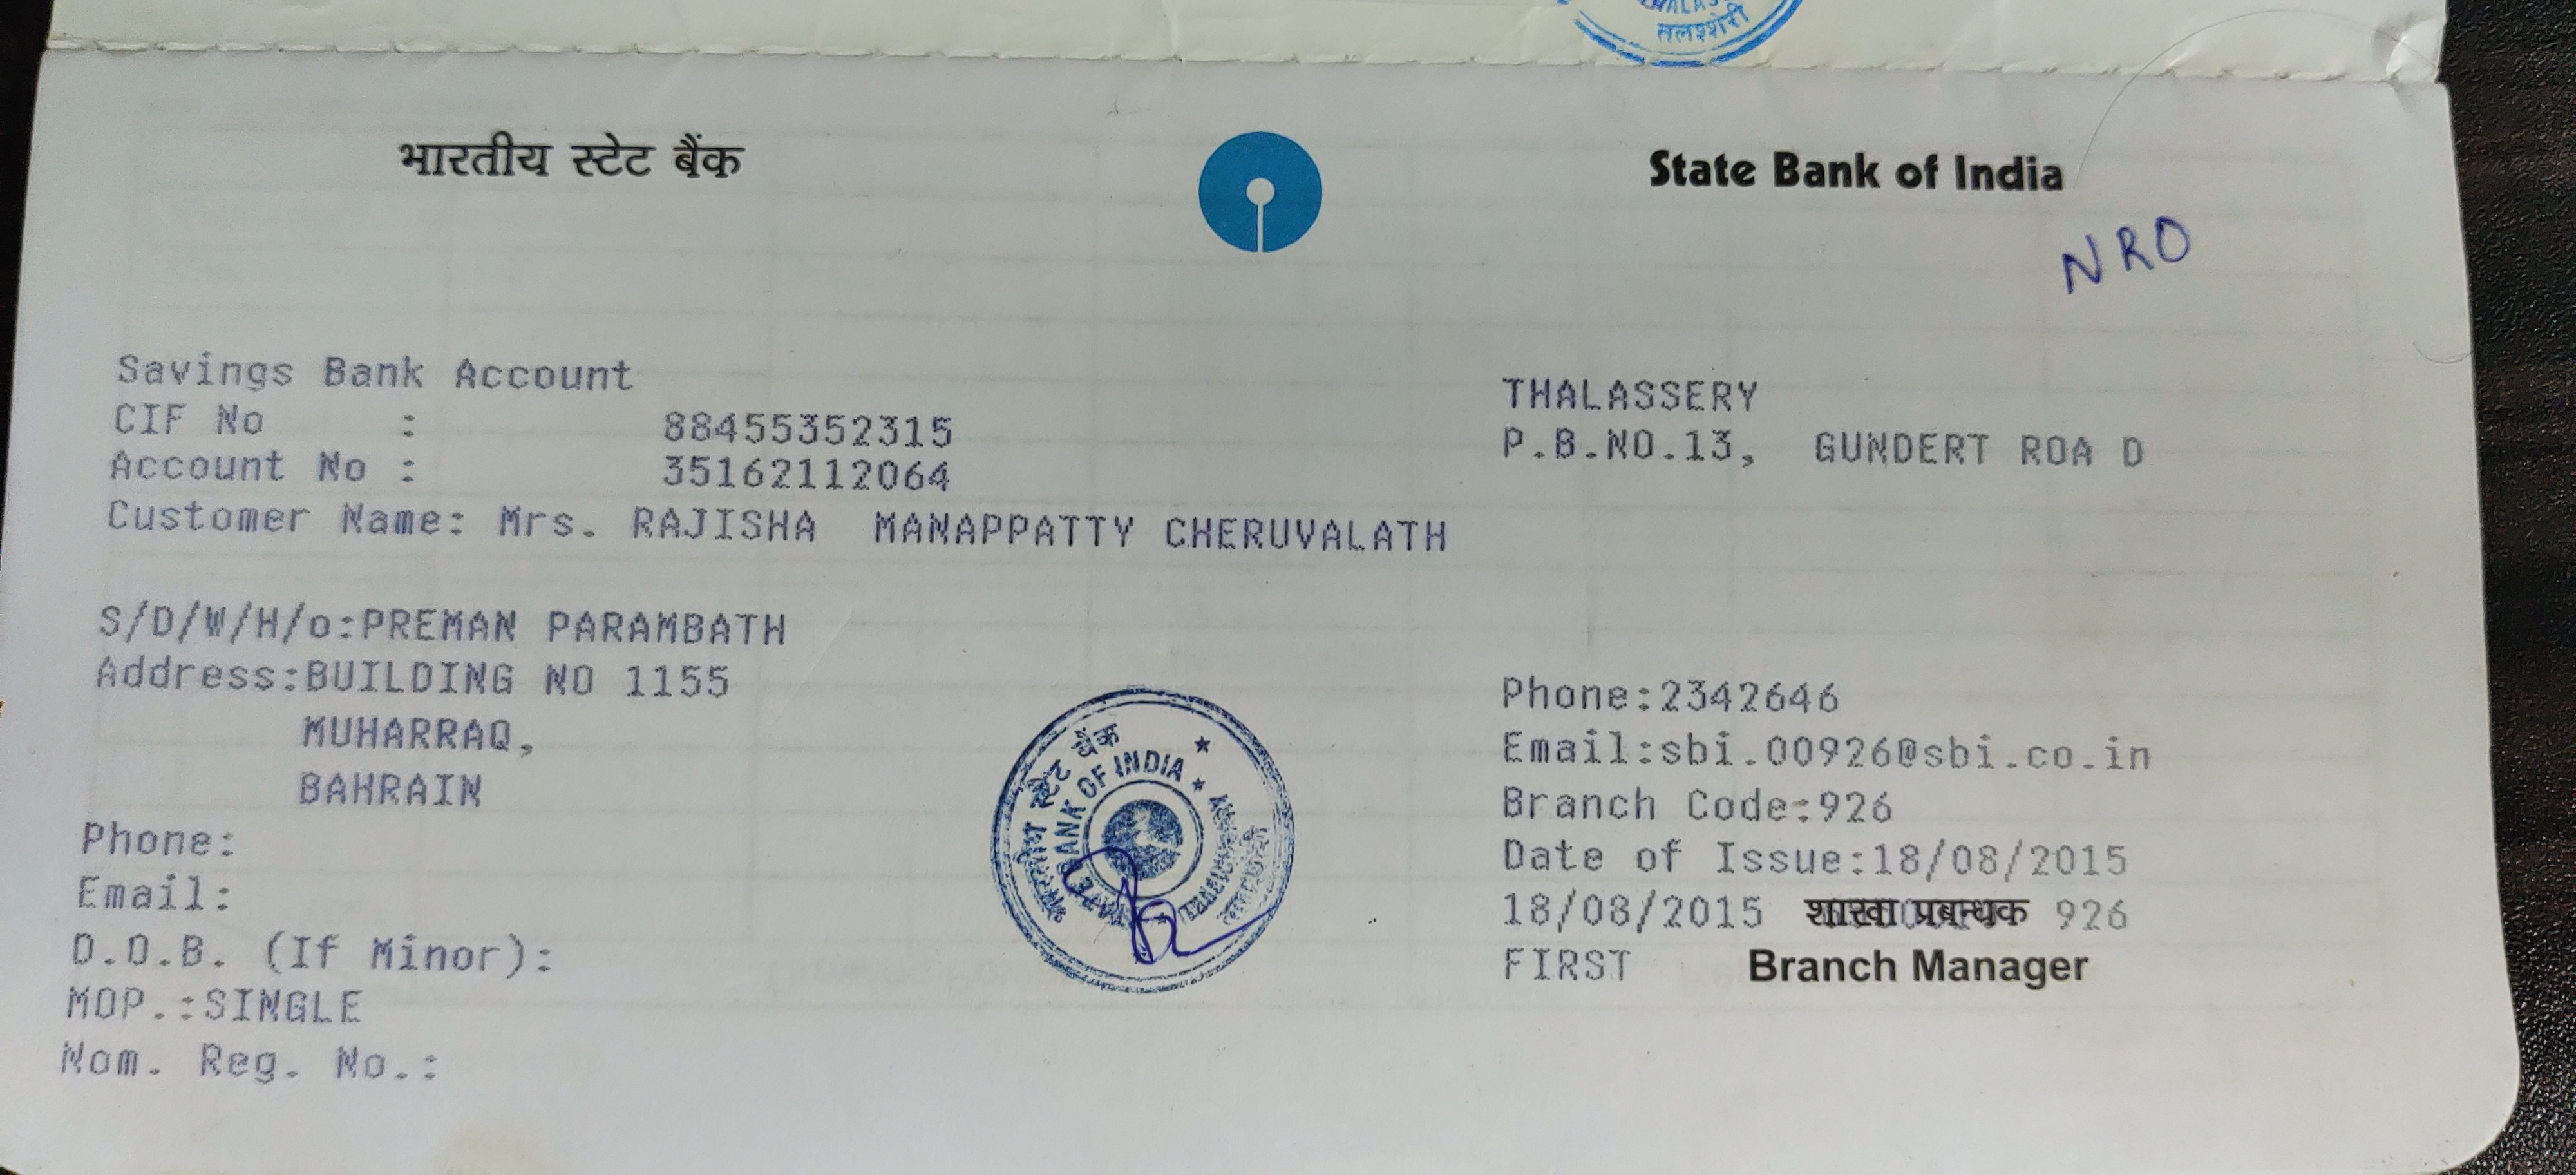 भारतीय स्टेट बैंक State Bank of India
NRO
Savings Bank Account THALASSERY
CIF No : 88455352315 P.B.NO.13, GUNDERT ROA D
Account No : 35162112064
Customer Name: Mrs. RAJISHA MANAPPATTY CHERUVALATH
S/D/W/H/o:PREMAN PARAMBATH
Address:BUILDING NO 1155 Phone:2342646
MUHARRAQ, Email:sbi.00926@sbi.co.in
BAHRAIN Branch Code:926
Phone: Date of Issue:18/08/2015
Email: 18/08/2015 शाखा प्रबन्धक 926
D.O.B. (If Minor): FIRST Branch Manager
MOP.:SINGLE
Nom. Reg. No.:
भारतीय स्टेट बैंक
STATE BANK OF INDIA